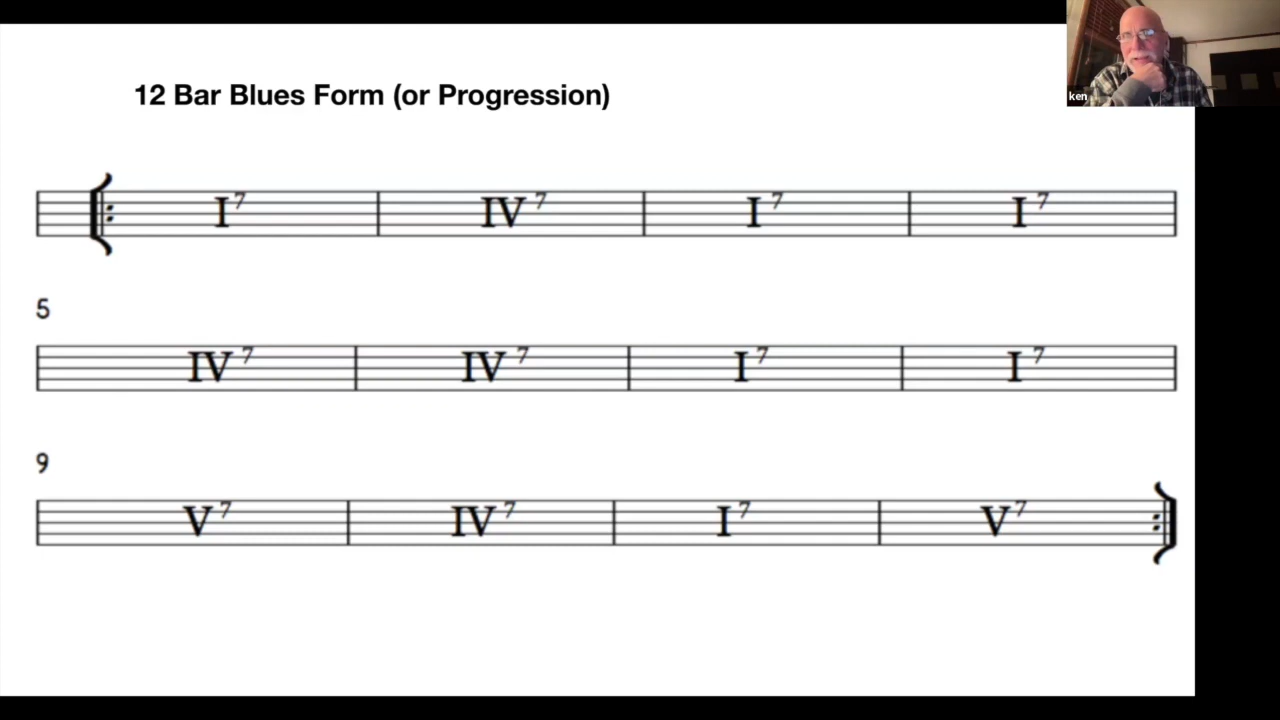 12 Bar Blues Form (or Progression)
ken
I7 IV7 I7 I7
5
IV7 IV7 I7 I7
9
V7 IV7 I7 V7